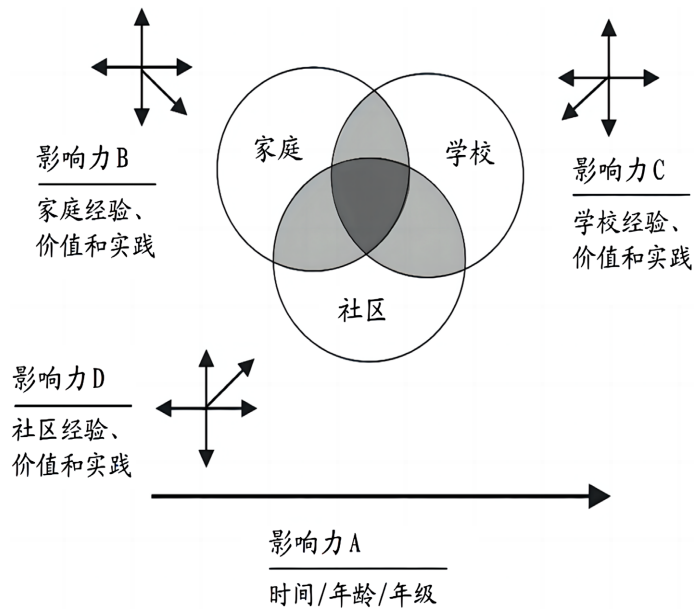 家庭
学校
社区
影响力B
家庭经验、
价值和实践
影响力C
学校经验、
价值和实践
影响力D
社区经验、
价值和实践
影响力A
时间/年龄/年级